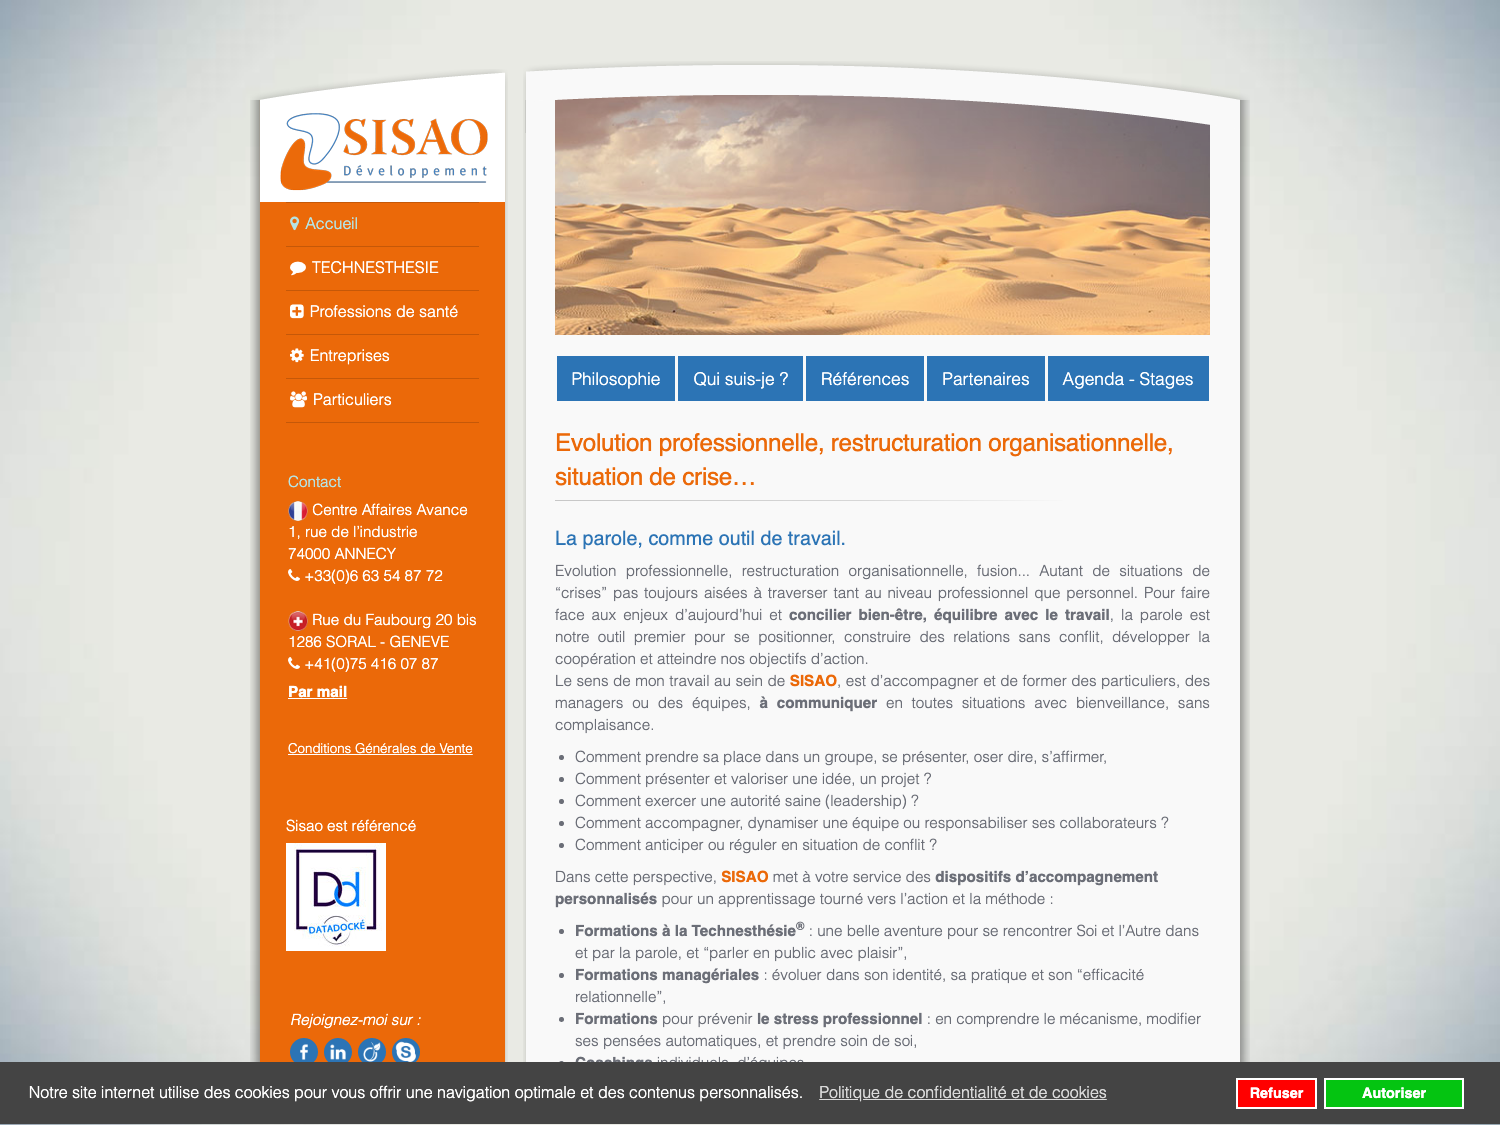 SISAO
Développement
Accueil
TECHNESTHESIE
Professions de santé
Entreprises
Particuliers
Contact
Centre Affaires Avance
1, rue de l'industrie
74000 ANNECY
+33(0)6 63 54 87 72
Rue du Faubourg 20 bis
1286 SORAL - GENEVE
+41(0)75 416 07 87
Par mail
Conditions Générales de Vente
Sisao est référencé
Dd
DATADOCKÉ
Rejoignez-moi sur :
Philosophie
Qui suis-je ?
Références
Partenaires
Agenda - Stages
Evolution professionnelle, restructuration organisationnelle,
situation de crise…
La parole, comme outil de travail.
Evolution professionnelle, restructuration organisationnelle, fusion... Autant de situations de
“crises” pas toujours aisées à traverser tant au niveau professionnel que personnel. Pour faire
face aux enjeux d’aujourd’hui et concilier bien-être, équilibre avec le travail, la parole est
notre outil premier pour se positionner, construire des relations sans conflit, développer la
coopération et atteindre nos objectifs d’action.
Le sens de mon travail au sein de SISAO, est d’accompagner et de former des particuliers, des
managers ou des équipes, à communiquer en toutes situations avec bienveillance, sans
complaisance.
• Comment prendre sa place dans un groupe, se présenter, oser dire, s’affirmer,
• Comment présenter et valoriser une idée, un projet ?
• Comment exercer une autorité saine (leadership) ?
• Comment accompagner, dynamiser une équipe ou responsabiliser ses collaborateurs ?
• Comment anticiper ou réguler en situation de conflit ?
Dans cette perspective, SISAO met à votre service des dispositifs d’accompagnement
personnalisés pour un apprentissage tourné vers l’action et la méthode :
• Formations à la Technesthésie® : une belle aventure pour se rencontrer Soi et l’Autre dans
et par la parole, et “parler en public avec plaisir”,
• Formations managériales : évoluer dans son identité, sa pratique et son “efficacité
relationnelle”,
• Formations pour prévenir le stress professionnel : en comprendre le mécanisme, modifier
ses pensées automatiques, et prendre soin de soi,
• Coachings individuels, d’équipes
Notre site internet utilise des cookies pour vous offrir une navigation optimale et des contenus personnalisés. Politique de confidentialité et de cookies
Refuser
Autoriser